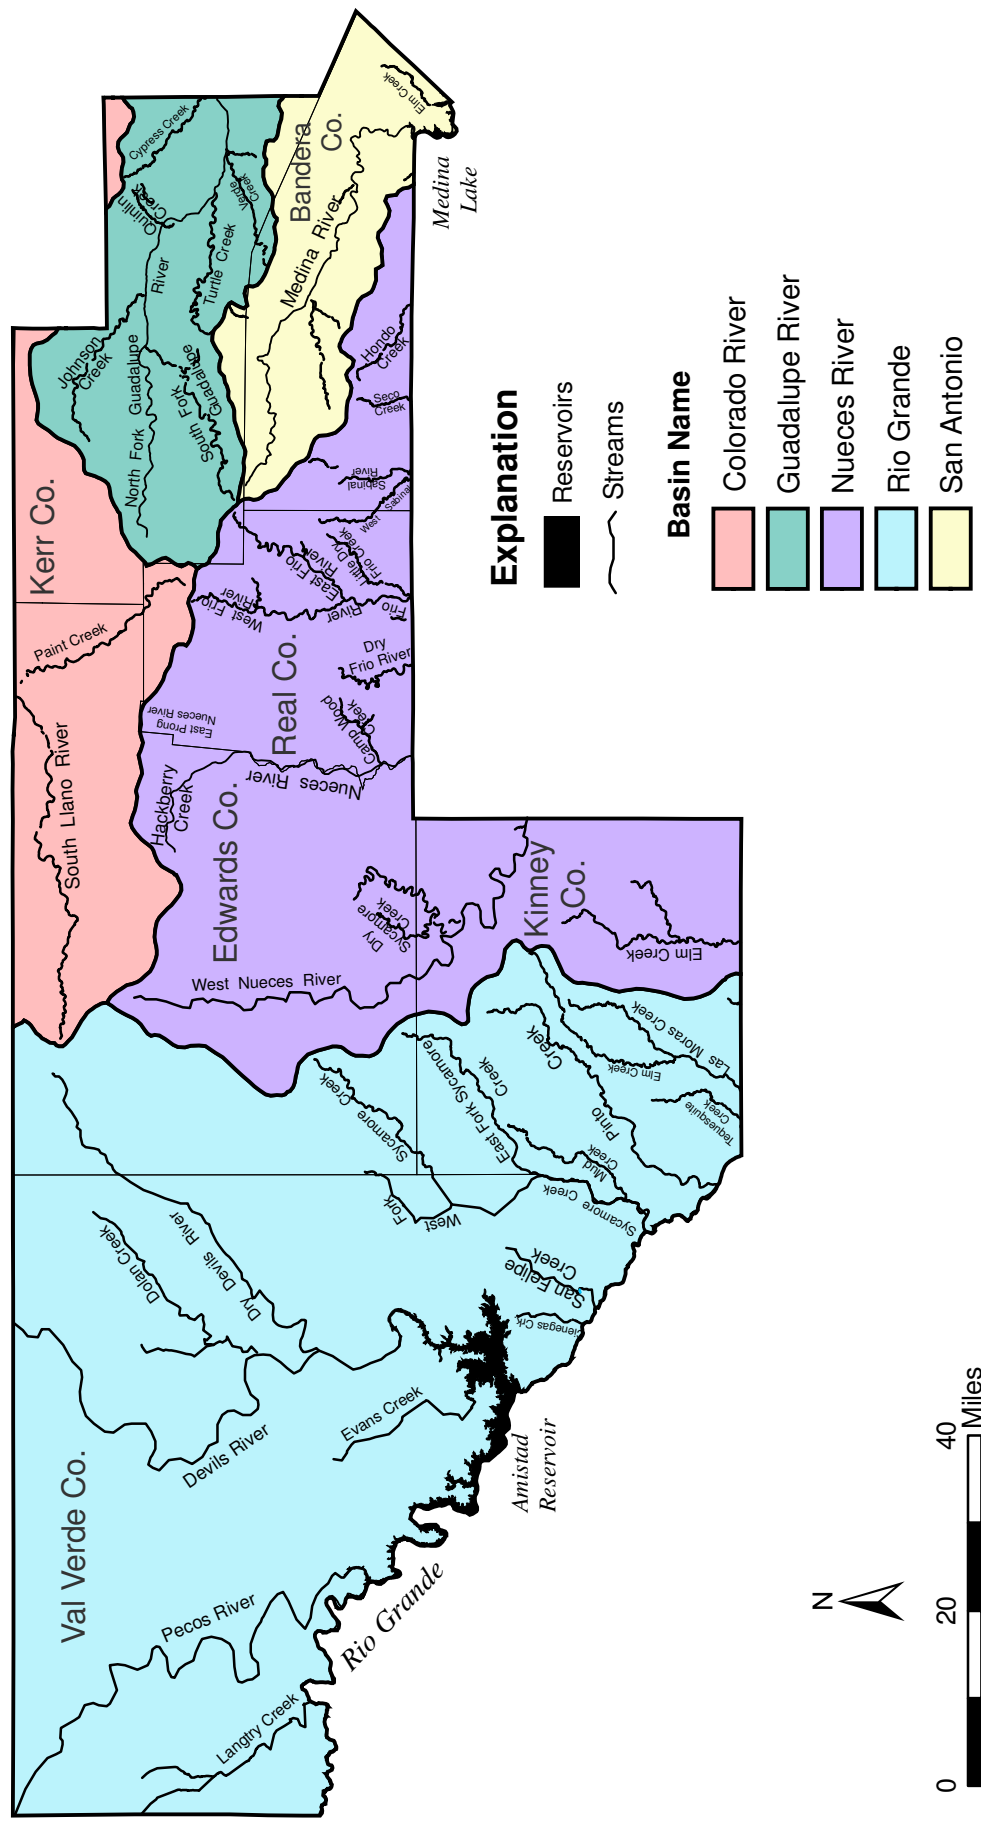 Val Verde Co.
Edwards Co.
Kerr Co.
Real Co.
Bandera
Co.
Kinney
Co.
Langtry Creek
Pecos River
Rio Grande
Devils River
Evans Creek
Amistad
Reservoir
Dolan Creek
Dry Devils River
Cienegas Crk
San Felipe
Creek
West
Fork
Sycamore Creek
Sycamore Creek
East Fork Sycamore
Creek
Mud
Creek
Pinto
Creek
Elm Creek
Las Moras Creek
Tequesquite
Creek
Elm Creek
West Nueces River
Dry
Sycamore
Creek
South Llano River
Paint Creek
Hackberry
Creek
East Prong
Nueces River
Nueces River
Camp Wood
Creek
Dry
Frio River
West Frio
River
Frio
River
East Frio
River
Little Dry
Frio Creek
West Sabinal
Sabinal
River
Seco
Creek
Hondo
Creek
North Fork Guadalupe
River
South Fork
Guadalupe
Johnson
Creek
Quinlin
Creek
Cypress Creek
Turtle Creek
Verde
Creek
Medina River
Elm Creek
Medina
Lake
Explanation
Reservoirs
Streams
Basin Name
Colorado River
Guadalupe River
Nueces River
Rio Grande
San Antonio
N
0
20
40
Miles